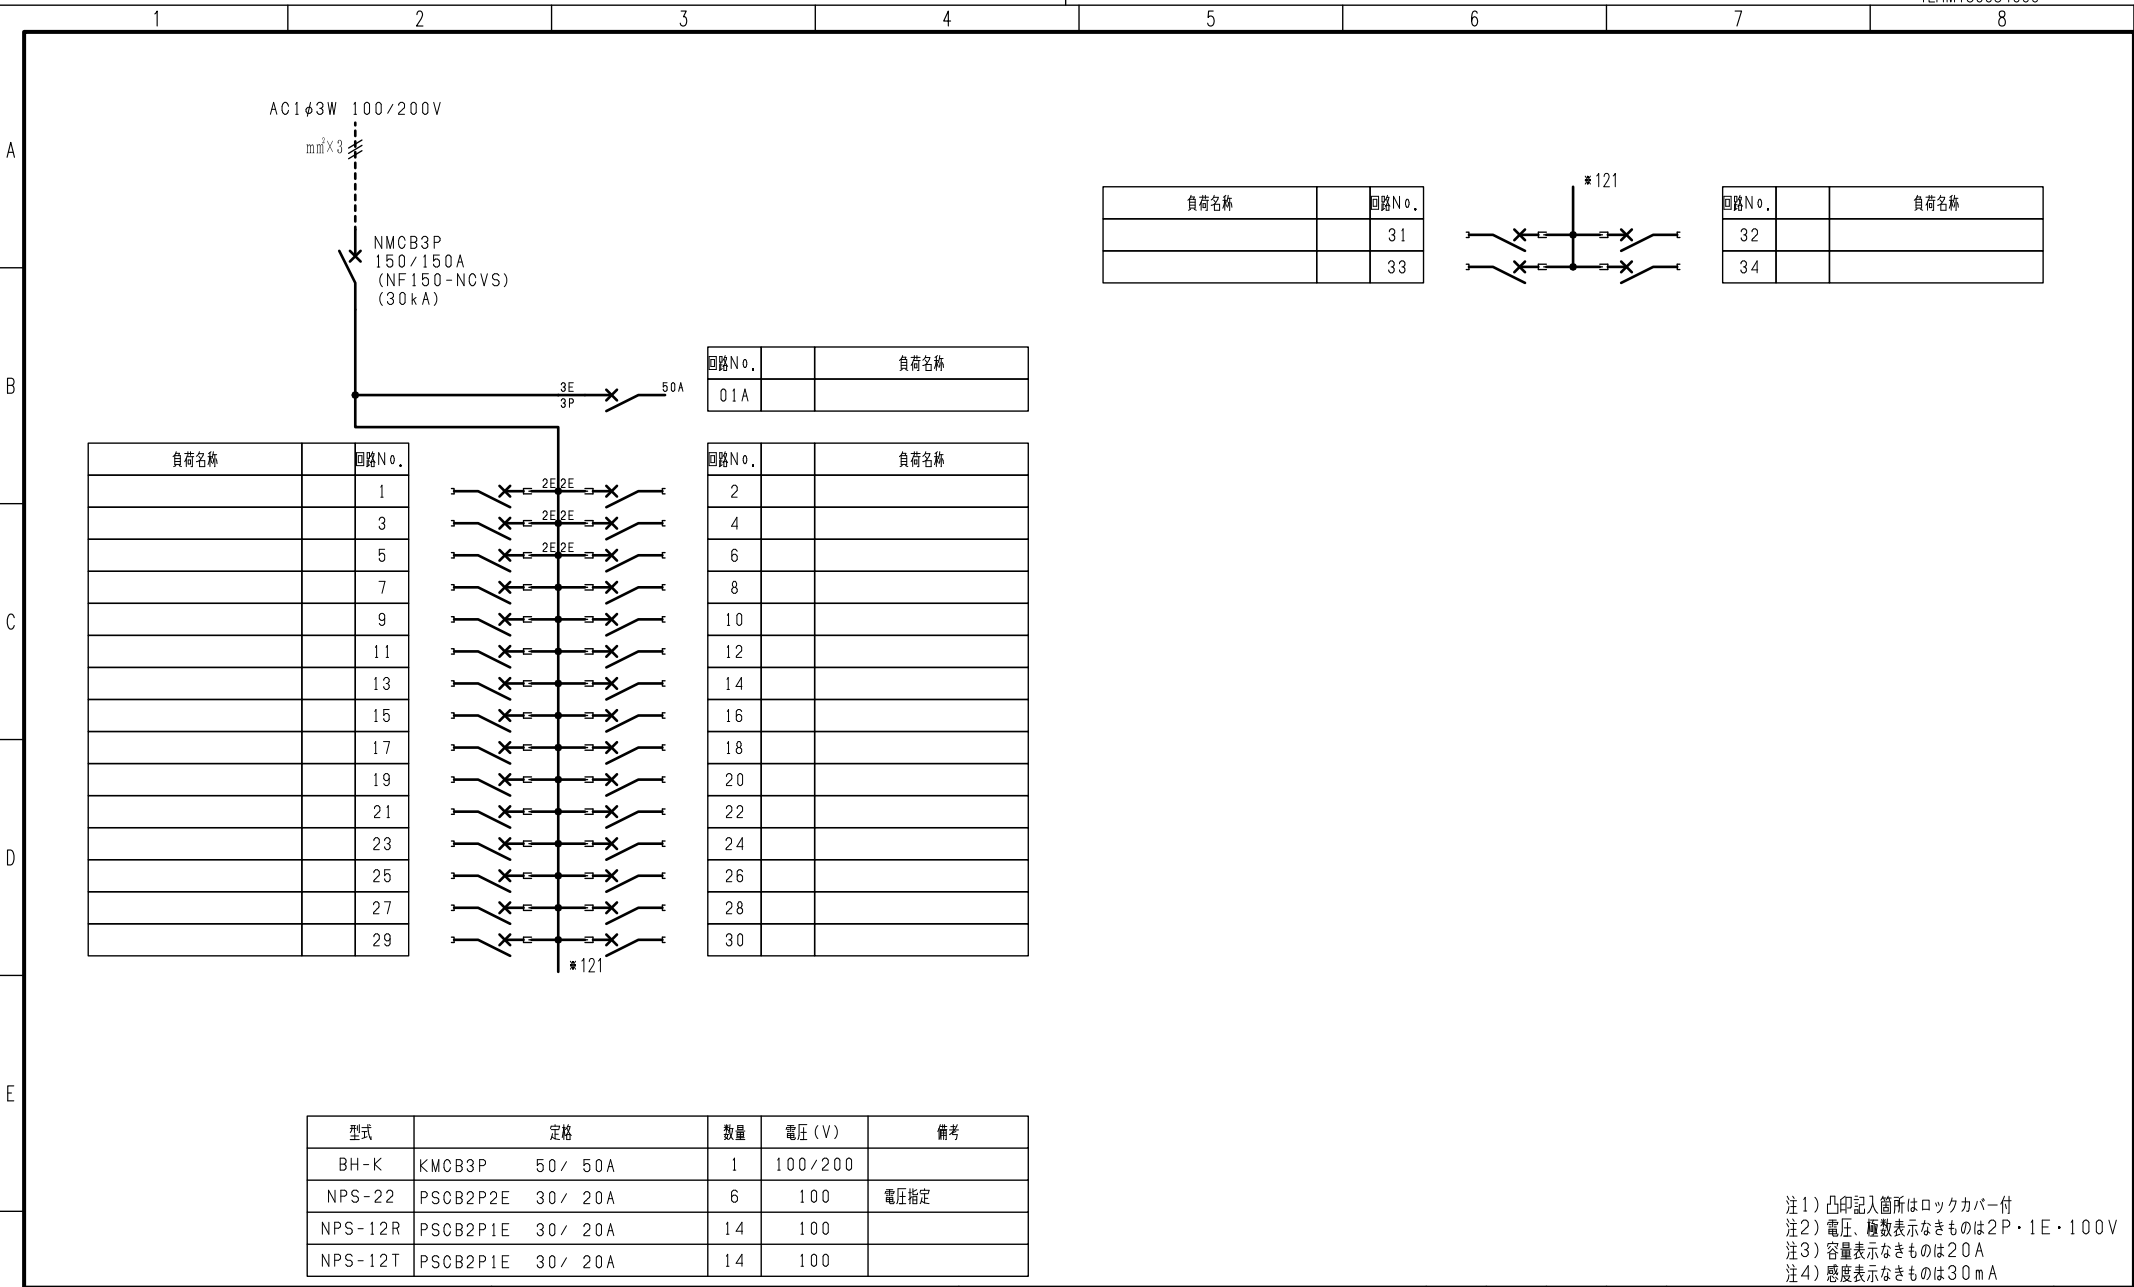 1 2 3 4 5 6 7 8
A
B
C
D
E
AC1φ3W 100/200V
mm²×3
NMCB3P
150/150A
(NF150-NCVS)
(30kA)
3E
3P
50A
回路No. 負荷名称
01A
負荷名称 回路No.
1
3
5
7
9
11
13
15
17
19
21
23
25
27
29
2E 2E
2E 2E
2E 2E
※121
回路No. 負荷名称
2
4
6
8
10
12
14
16
18
20
22
24
26
28
30
負荷名称 回路No.
31
33
※121
回路No. 負荷名称
32
34
型式 定格 数量 電圧(V) 備考
BH-K KMCB3P 50/ 50A 1 100/200
NPS-22 PSCB2P2E 30/ 20A 6 100 電圧指定
NPS-12R PSCB2P1E 30/ 20A 14 100
NPS-12T PSCB2P1E 30/ 20A 14 100
注1)凸印記入箇所はロックカバー付
注2)電圧、極数表示なきものは2P・1E・100V
注3)容量表示なきものは20A
注4)感度表示なきものは30mA